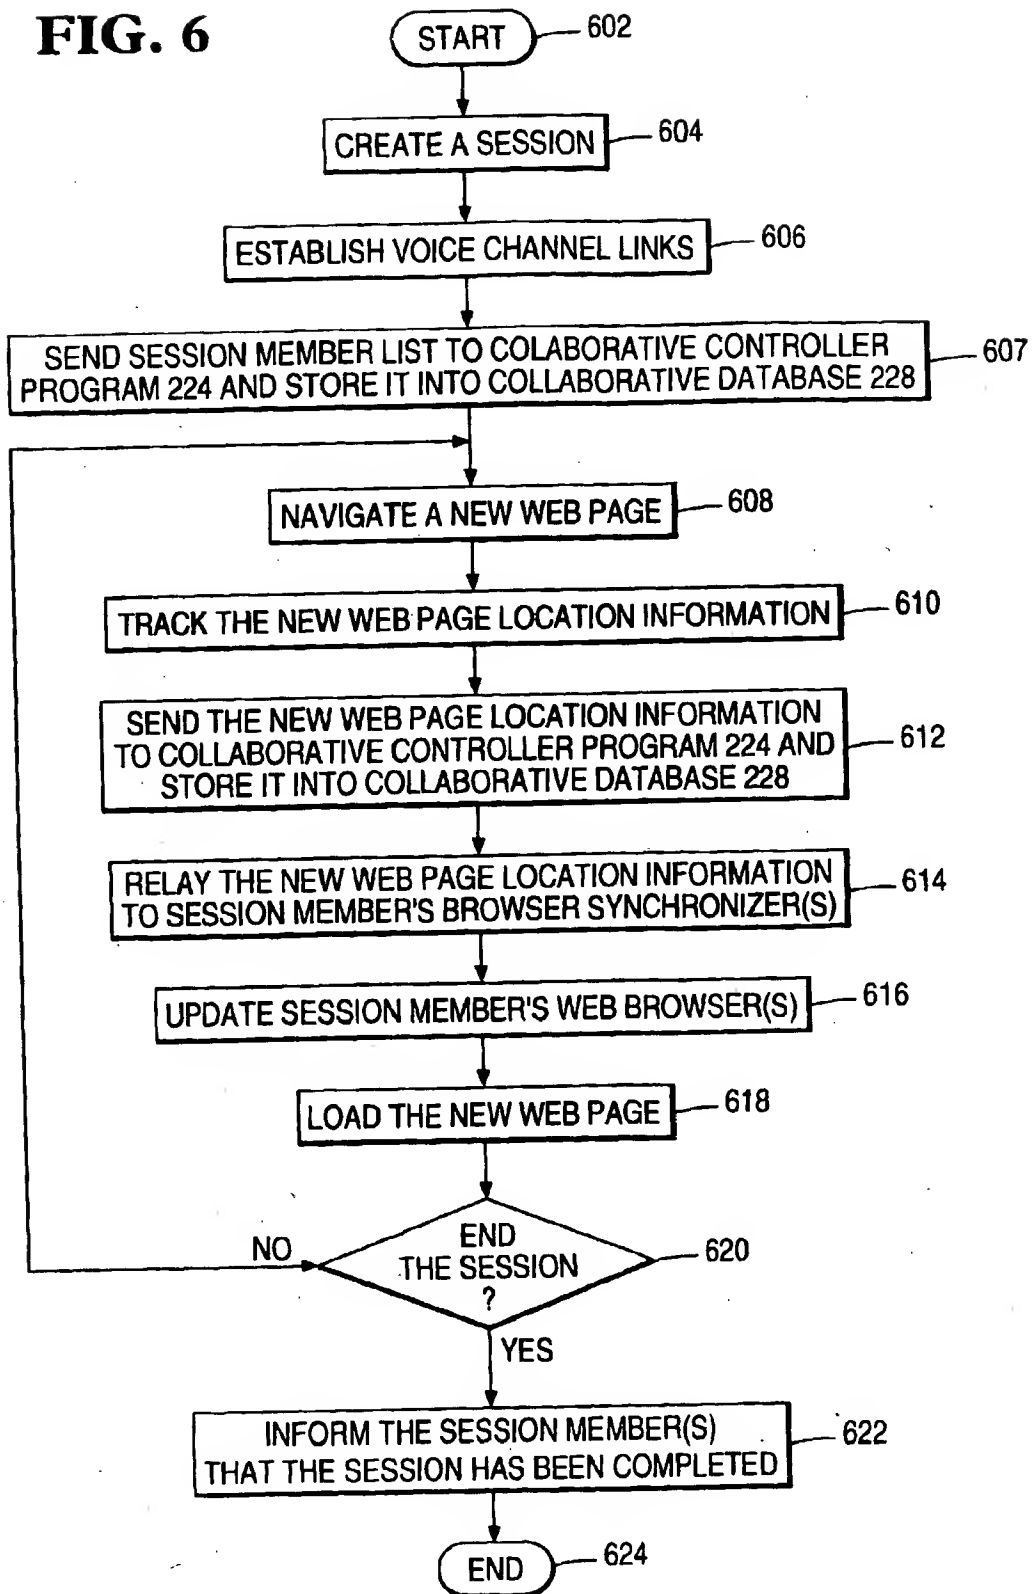 FIG. 6
START
602
CREATE A SESSION
604
ESTABLISH VOICE CHANNEL LINKS
606
SEND SESSION MEMBER LIST TO COLABORATIVE CONTROLLER
PROGRAM 224 AND STORE IT INTO COLLABORATIVE DATABASE 228
607
NAVIGATE A NEW WEB PAGE
608
TRACK THE NEW WEB PAGE LOCATION INFORMATION
610
SEND THE NEW WEB PAGE LOCATION INFORMATION
TO COLLABORATIVE CONTROLLER PROGRAM 224 AND
STORE IT INTO COLLABORATIVE DATABASE 228
612
RELAY THE NEW WEB PAGE LOCATION INFORMATION
TO SESSION MEMBER'S BROWSER SYNCHRONIZER(S)
614
UPDATE SESSION MEMBER'S WEB BROWSER(S)
616
LOAD THE NEW WEB PAGE
618
NO
END
THE SESSION
?
620
YES
INFORM THE SESSION MEMBER(S)
THAT THE SESSION HAS BEEN COMPLETED
622
END
624